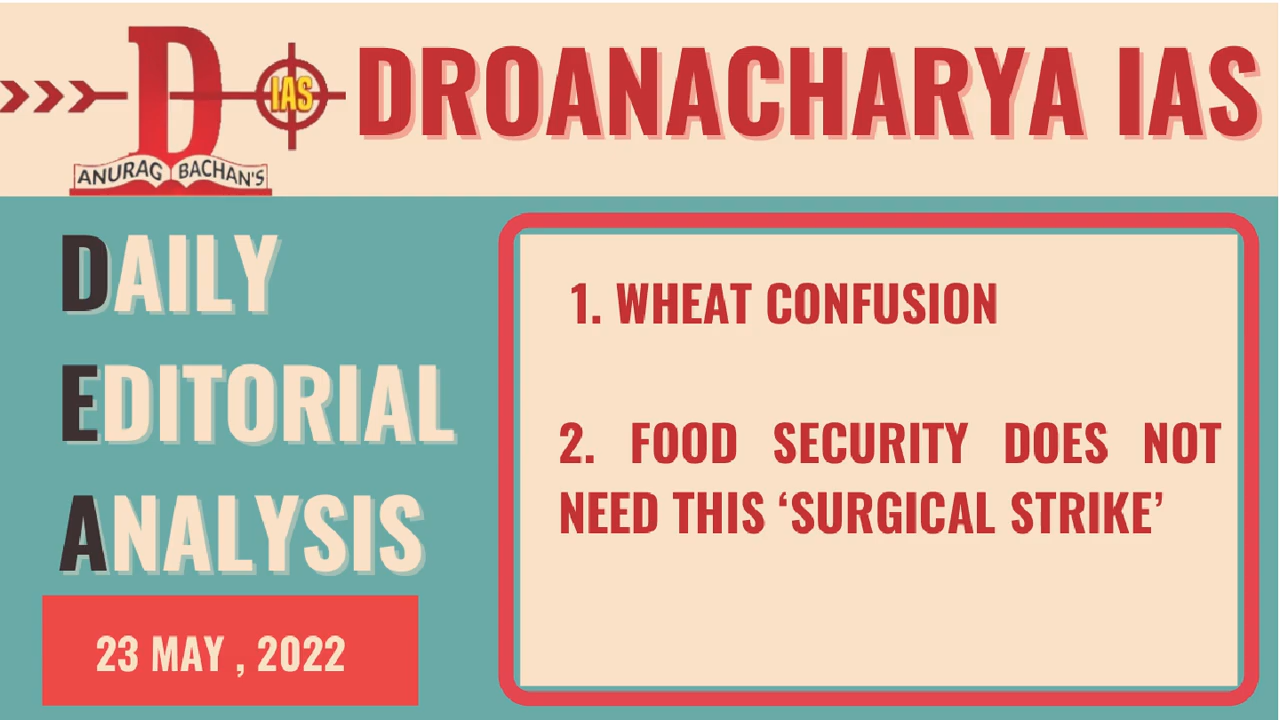 D IAS DROANACHARYA IAS
ANURAG BACHAN'S
DAILY
EDITORIAL
ANALYSIS
23 MAY , 2022
1. WHEAT CONFUSION
2. FOOD SECURITY DOES NOT
NEED THIS ‘SURGICAL STRIKE’